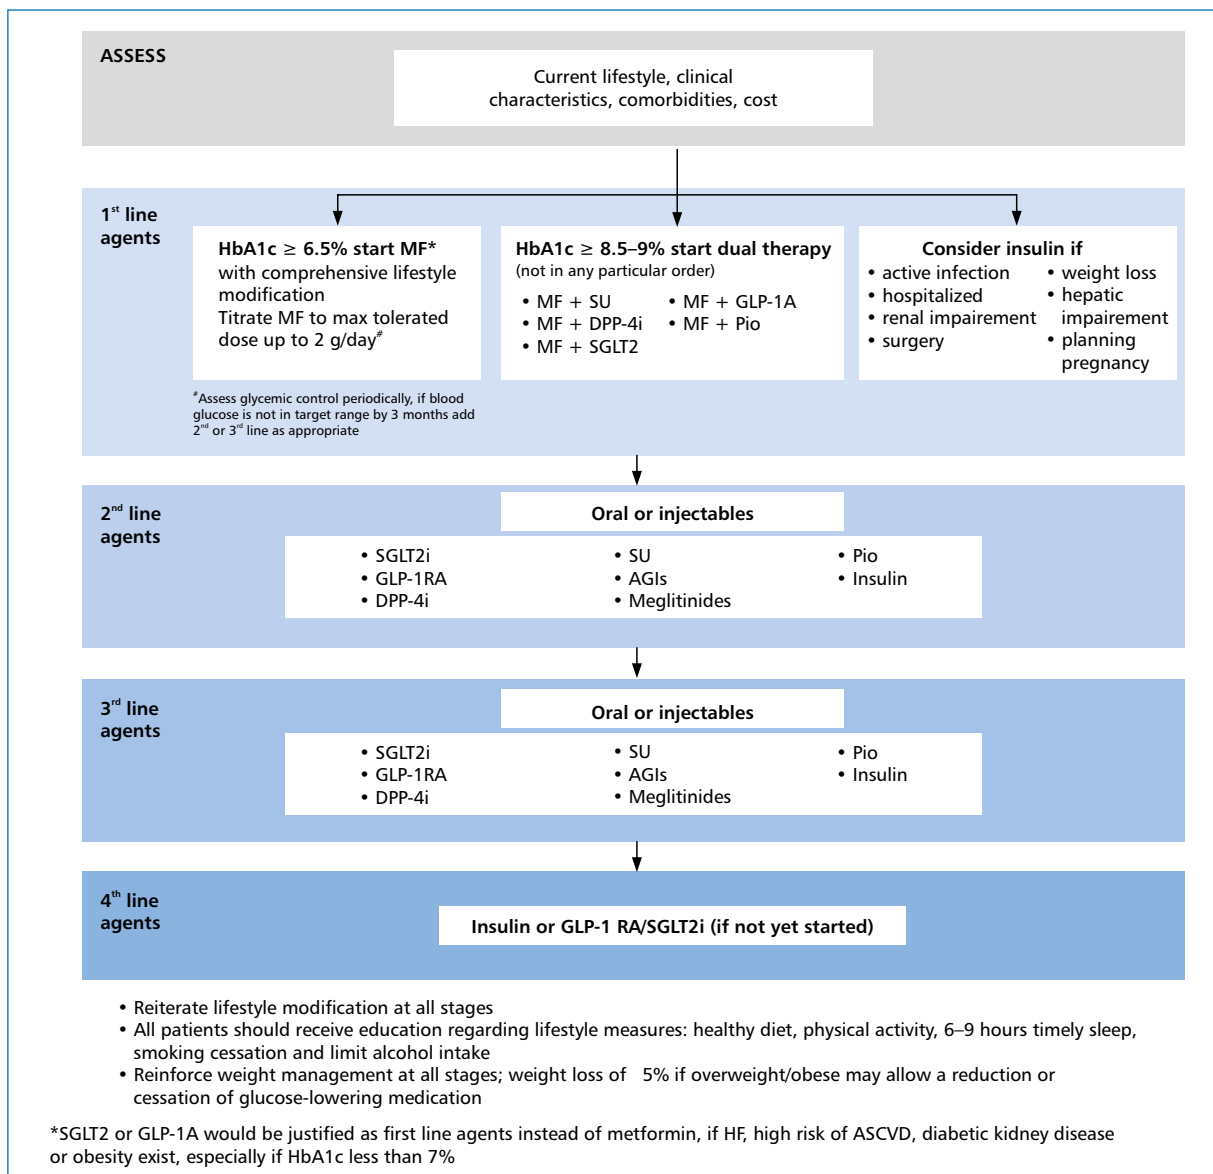 ASSESS
Current lifestyle, clinical
characteristics, comorbidities, cost
1st line
agents
HbA1c ≥ 6.5% start MF*
with comprehensive lifestyle
modification
Titrate MF to max tolerated
dose up to 2 g/day#
#Assess glycemic control periodically, if blood
glucose is not in target range by 3 months add
2nd or 3rd line as appropriate
HbA1c ≥ 8.5–9% start dual therapy
(not in any particular order)
• MF + SU
• MF + DPP-4i
• MF + SGLT2
• MF + GLP-1A
• MF + Pio
Consider insulin if
• active infection
• hospitalized
• renal impairment
• surgery
• weight loss
• hepatic
impairment
• planning
pregnancy
2nd line
agents
Oral or injectables
• SGLT2i
• GLP-1RA
• DPP-4i
• SU
• AGIs
• Meglitinides
• Pio
• Insulin
3rd line
agents
Oral or injectables
• SGLT2i
• GLP-1RA
• DPP-4i
• SU
• AGIs
• Meglitinides
• Pio
• Insulin
4th line
agents
Insulin or GLP-1 RA/SGLT2i (if not yet started)
• Reiterate lifestyle modification at all stages
• All patients should receive education regarding lifestyle measures: healthy diet, physical activity, 6–9 hours timely sleep,
smoking cessation and limit alcohol intake
• Reinforce weight management at all stages; weight loss of 5% if overweight/obese may allow a reduction or
cessation of glucose-lowering medication
*SGLT2 or GLP-1A would be justified as first line agents instead of metformin, if HF, high risk of ASCVD, diabetic kidney disease
or obesity exist, especially if HbA1c less than 7%